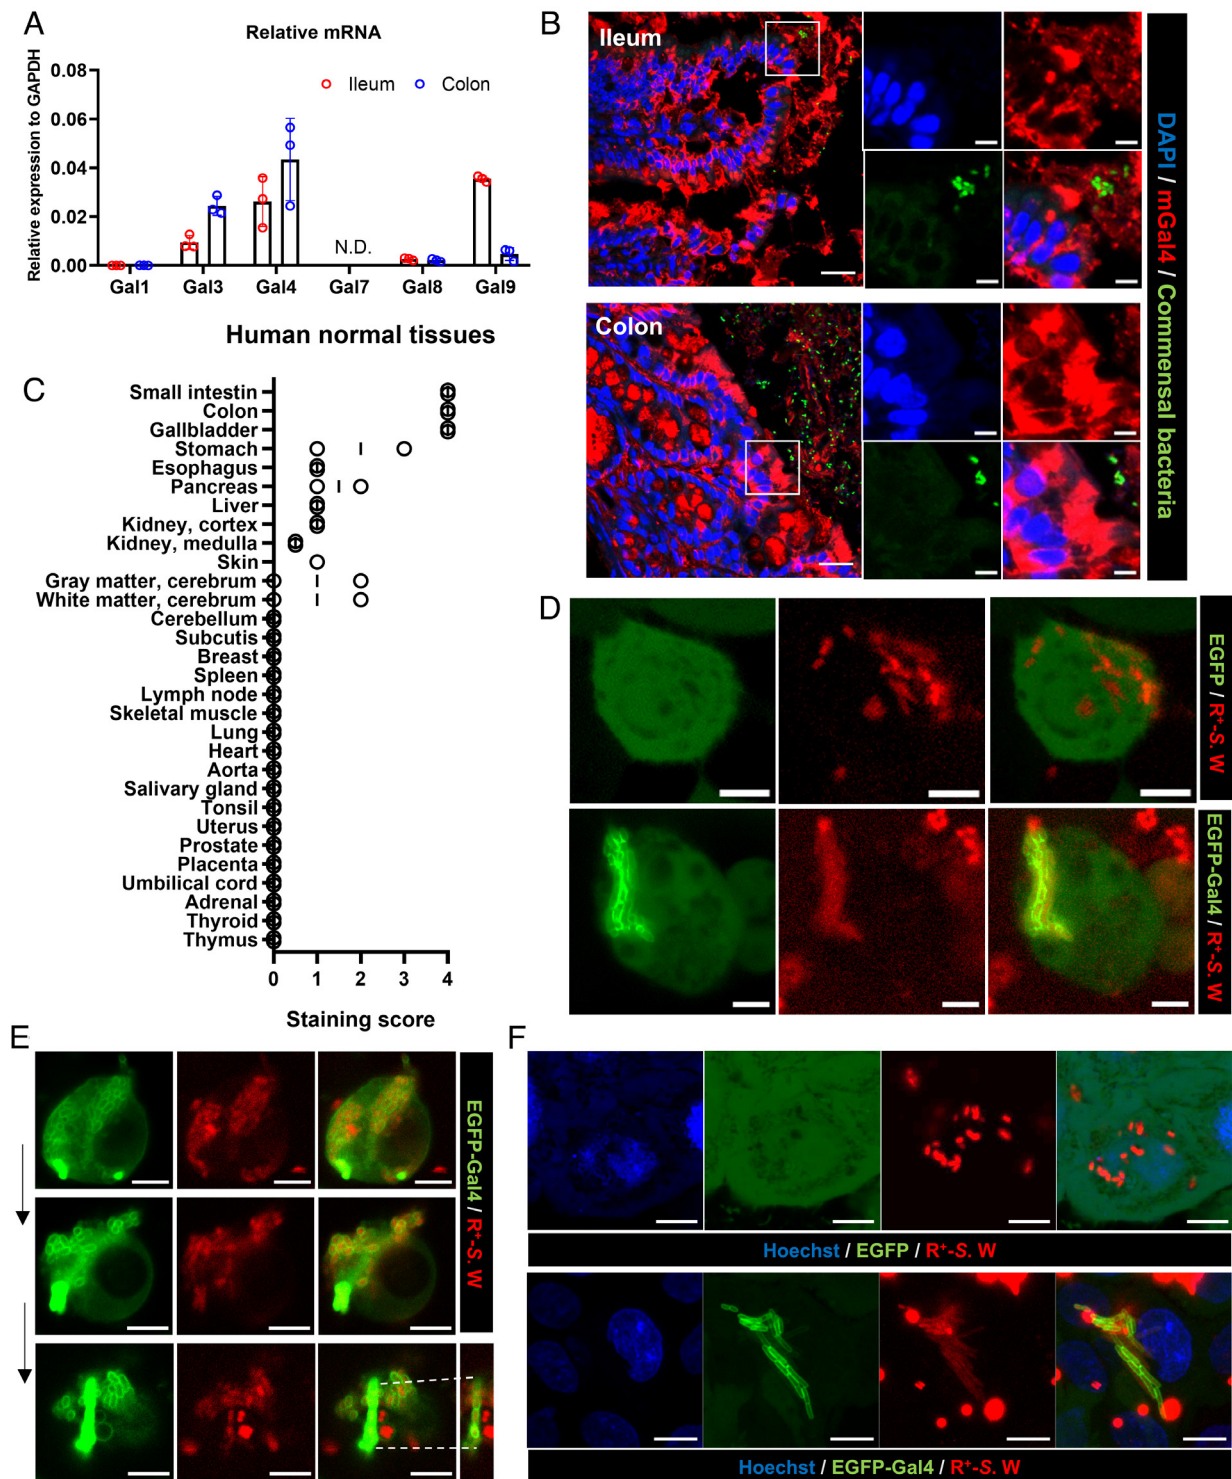 A
Relative mRNA
Relative expression to GAPDH
0.08
0.06
0.04
0.02
0.00
Ileum
Colon
N.D.
Gal1 Gal3 Gal4 Gal7 Gal8 Gal9
B
Ileum
Colon
DAPI / mGal4 / Commensal bacteria
C
Human normal tissues
Small intestin
Colon
Gallbladder
Stomach
Esophagus
Pancreas
Liver
Kidney, cortex
Kidney, medulla
Skin
Gray matter, cerebrum
White matter, cerebrum
Cerebellum
Subcutis
Breast
Spleen
Lymph node
Skeletal muscle
Lung
Heart
Aorta
Salivary gland
Tonsil
Uterus
Prostate
Placenta
Umbilical cord
Adrenal
Thyroid
Thymus
0 1 2 3 4
Staining score
D
EGFP / R⁺-S. W
EGFP-Gal4 / R⁺-S. W
E
EGFP-Gal4 / R⁺-S. W
F
Hoechst / EGFP / R⁺-S. W
Hoechst / EGFP-Gal4 / R⁺-S. W